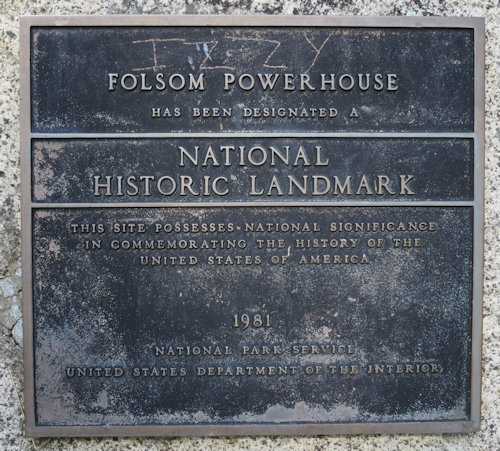 IZZY
FOLSOM POWERHOUSE
HAS BEEN DESIGNATED A
NATIONAL
HISTORIC LANDMARK
THIS SITE POSSESSES NATIONAL SIGNIFICANCE
IN COMMEMORATING THE HISTORY OF THE
UNITED STATES OF AMERICA
1981
NATIONAL PARK SERVICE
UNITED STATES DEPARTMENT OF THE INTERIOR